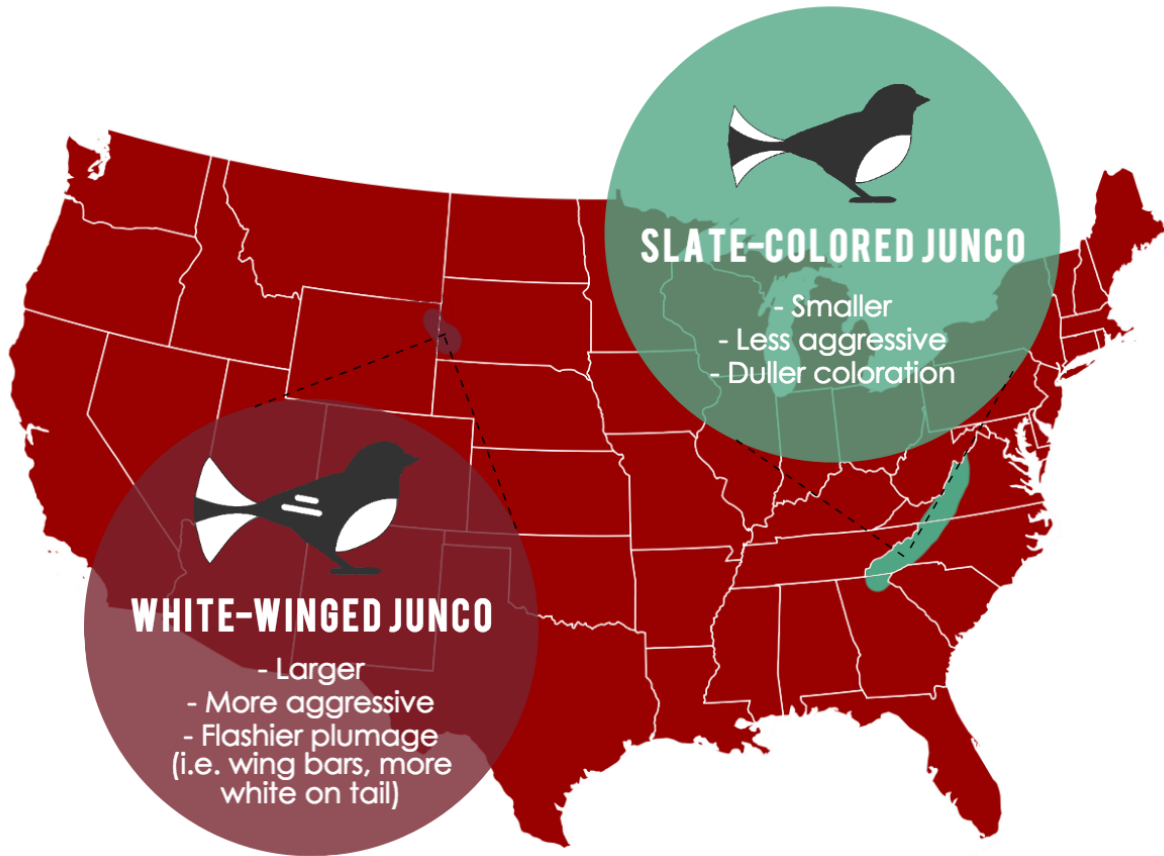 SLATE-COLORED JUNCO
- Smaller
- Less aggressive
- Duller coloration
WHITE-WINGED JUNCO
- Larger
- More aggressive
- Flashier plumage
(i.e. wing bars, more
white on tail)